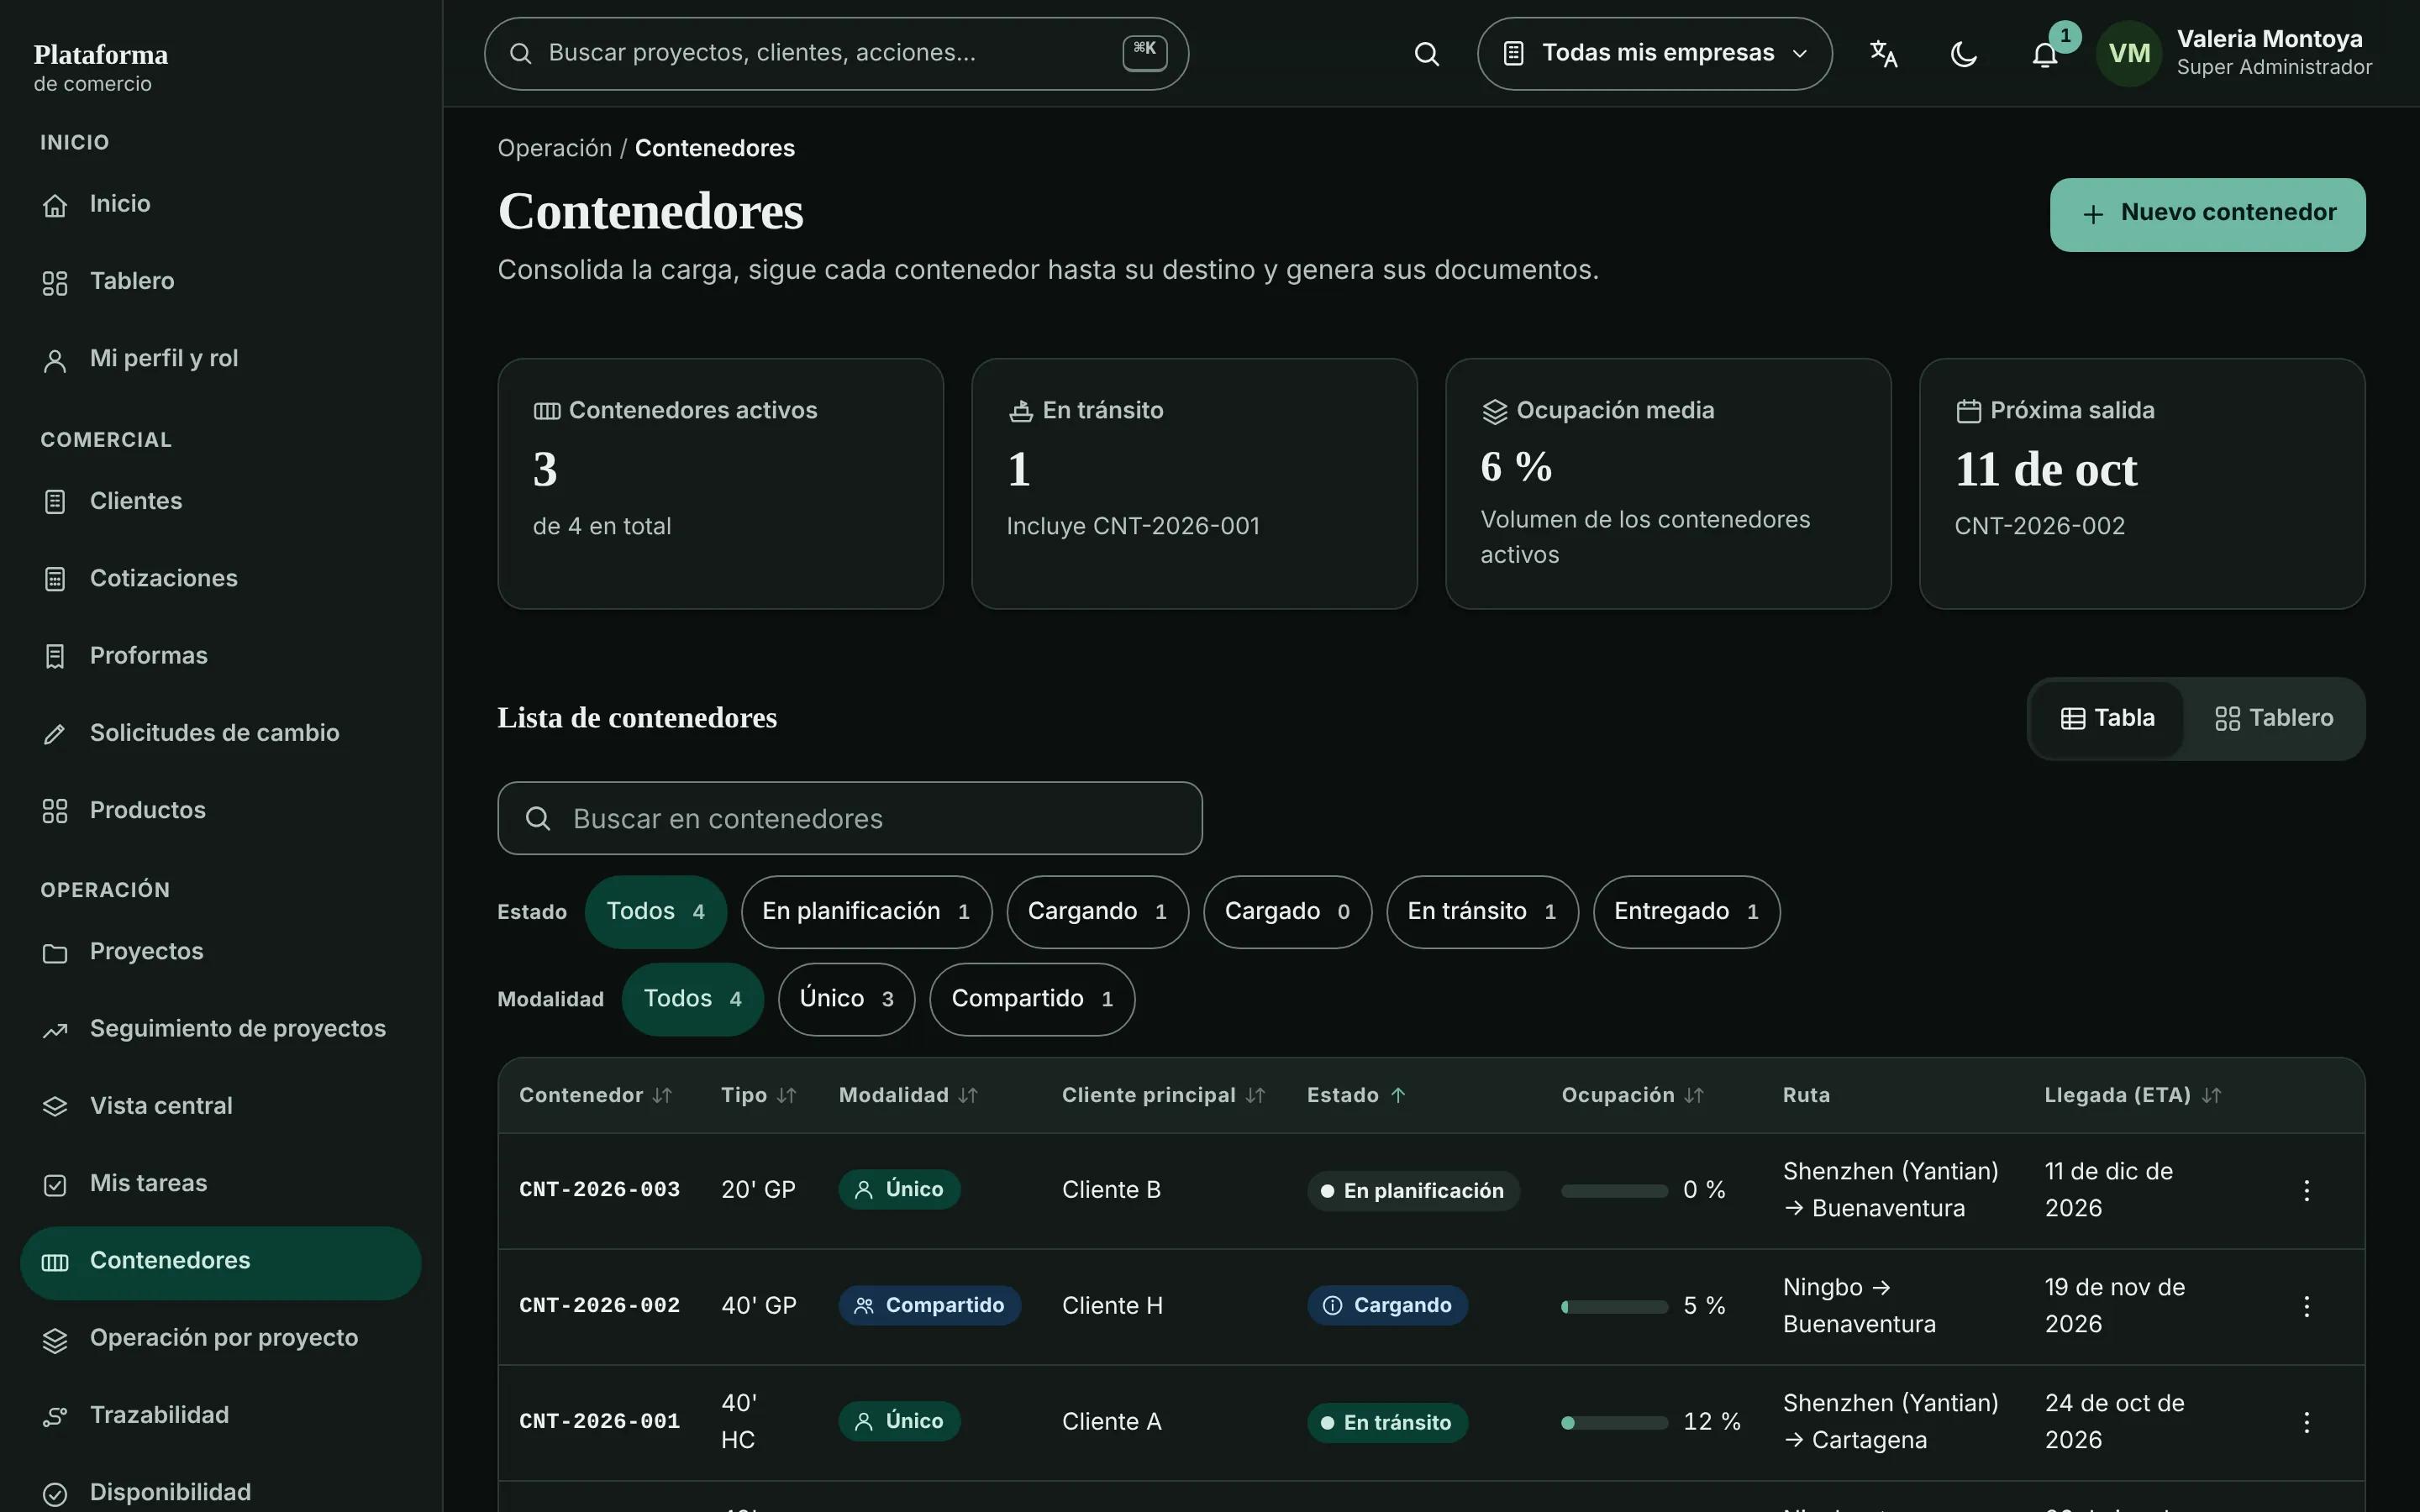 Plataforma
de comercio
INICIO
Inicio
Tablero
Mi perfil y rol
COMERCIAL
Clientes
Cotizaciones
Proformas
Solicitudes de cambio
Productos
OPERACIÓN
Proyectos
Seguimiento de proyectos
Vista central
Mis tareas
Contenedores
Operación por proyecto
Trazabilidad
Disponibilidad
Buscar proyectos, clientes, acciones... ⌘K
Todas mis empresas
1
VM
Valeria Montoya
Super Administrador
Operación / Contenedores
Contenedores
Consolida la carga, sigue cada contenedor hasta su destino y genera sus documentos.
+ Nuevo contenedor
Contenedores activos
3
de 4 en total
En tránsito
1
Incluye CNT-2026-001
Ocupación media
6 %
Volumen de los contenedores
activos
Próxima salida
11 de oct
CNT-2026-002
Lista de contenedores
Tabla Tablero
Buscar en contenedores
Estado Todos 4 En planificación 1 Cargando 1 Cargado 0 En tránsito 1 Entregado 1
Modalidad Todos 4 Único 3 Compartido 1
Contenedor Tipo Modalidad Cliente principal Estado Ocupación Ruta Llegada (ETA)
CNT-2026-003 20' GP Único Cliente B En planificación 0 % Shenzhen (Yantian) → Buenaventura 11 de dic de 2026
CNT-2026-002 40' GP Compartido Cliente H Cargando 5 % Ningbo → Buenaventura 19 de nov de 2026
CNT-2026-001 40' HC Único Cliente A En tránsito 12 % Shenzhen (Yantian) → Cartagena 24 de oct de 2026